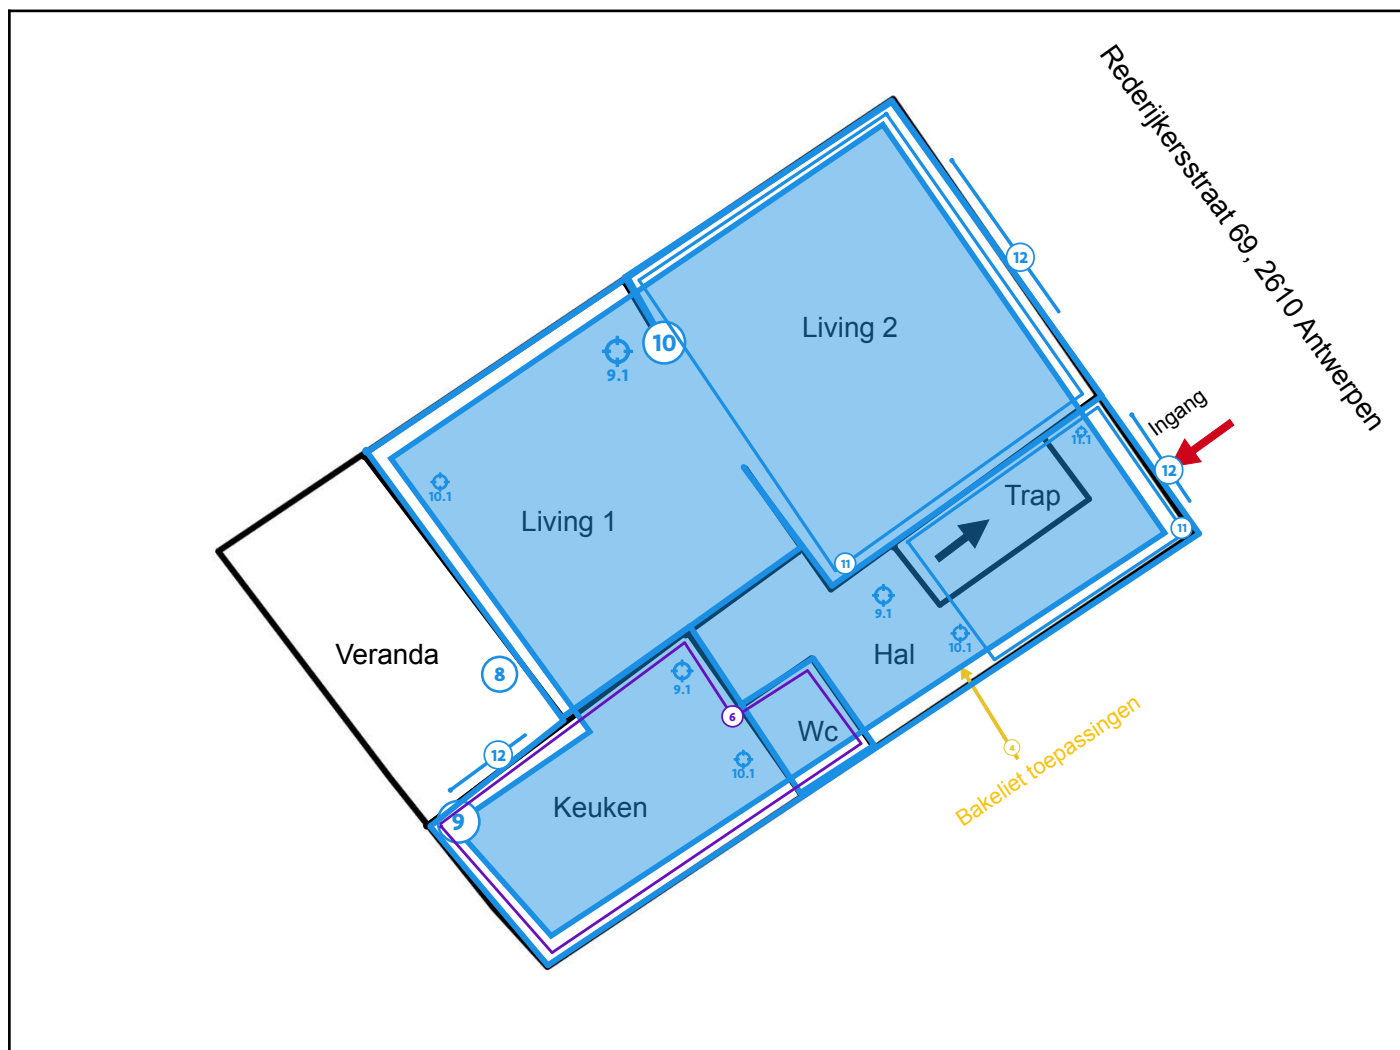 Rederijkersstraat 69, 2610 Antwerpen
12
Living 2
10
9.1
Ingang
11.1
12
10.1
Living 1
Trap
11
11
9.1
10.1
Hal
Veranda
8
9.1
6
Wc
4
Bakeliet toepassingen
12
10.1
Keuken
9